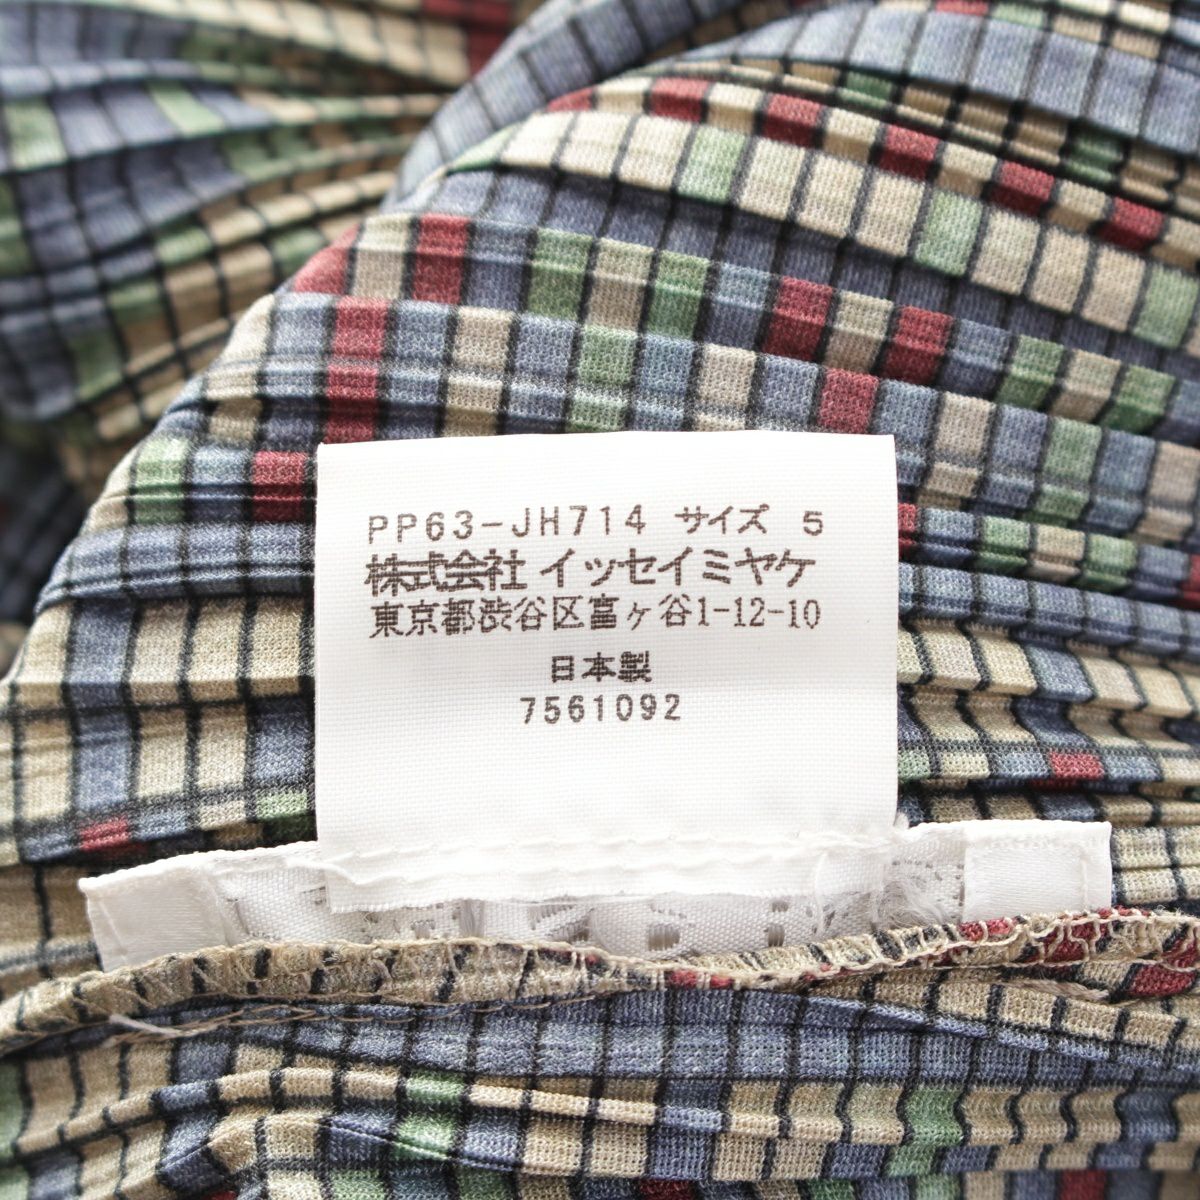 PP63-JH714 サイズ 5
株式会社 イッセイミヤケ
東京都渋谷区富ヶ谷1-12-10
日本製
7561092